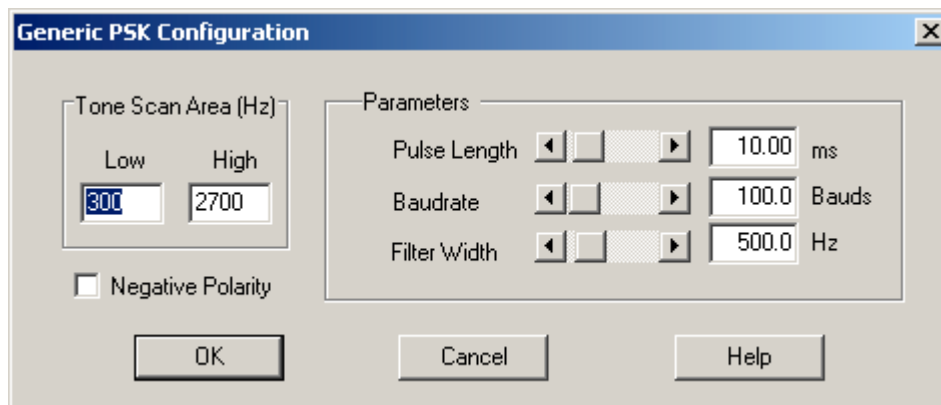 Generic PSK Configuration
Tone Scan Area (Hz)
Low High
300 2700
Negative Polarity
Parameters
Pulse Length 10.00 ms
Baudrate 100.0 Bauds
Filter Width 500.0 Hz
OK Cancel Help